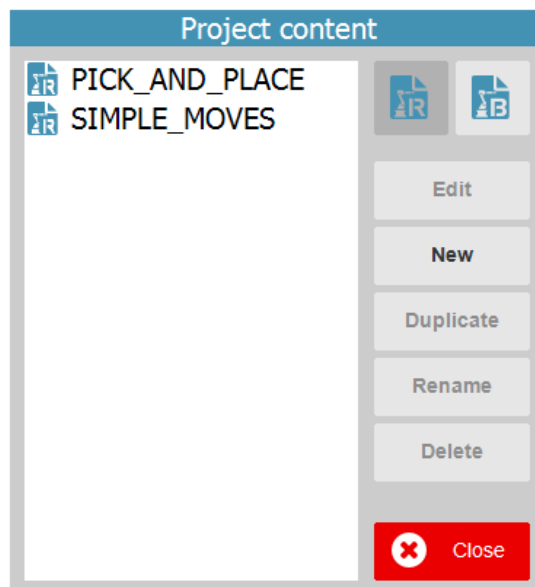 Project content
PICK_AND_PLACE
SIMPLE_MOVES
R
B
Edit
New
Duplicate
Rename
Delete
Close